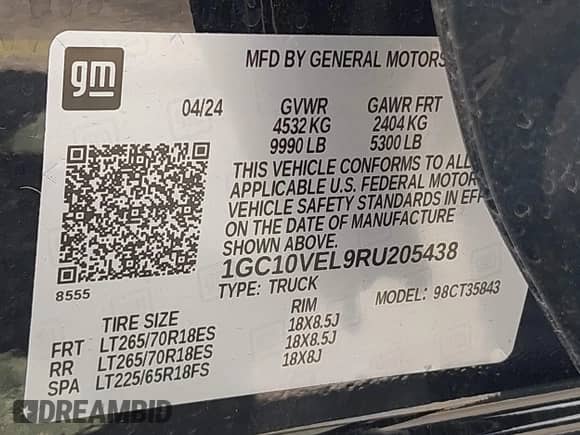 gm
MFD BY GENERAL MOTORS
04/24 GVWR GAWR FRT
4532 KG 2404 KG
9990 LB 5300 LB
THIS VEHICLE CONFORMS TO ALL
APPLICABLE U.S. FEDERAL MOTOR
VEHICLE SAFETY STANDARDS IN EFF
ON THE DATE OF MANUFACTURE
SHOWN ABOVE.
1GC10VEL9RU205438
8555
TYPE: TRUCK MODEL: 98CT35843
TIRE SIZE RIM
FRT LT265/70R18ES 18X8.5J
RR LT265/70R18ES 18X8.5J
SPA LT225/65R18FS 18X8J
DREAMBID